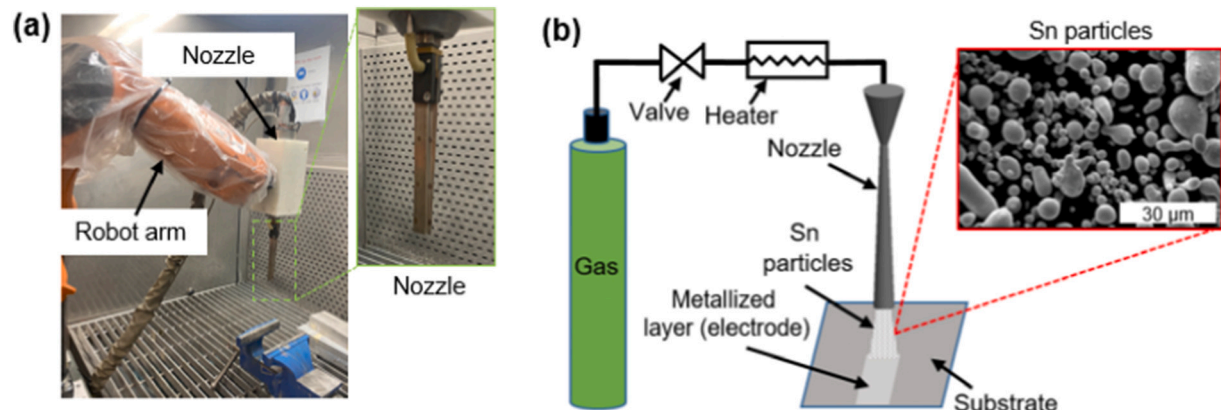 (a)
Nozzle
Robot arm
Nozzle
(b)
Sn particles
Valve
Heater
Nozzle
30 µm
Gas
Sn
particles
Metallized
layer (electrode)
Substrate